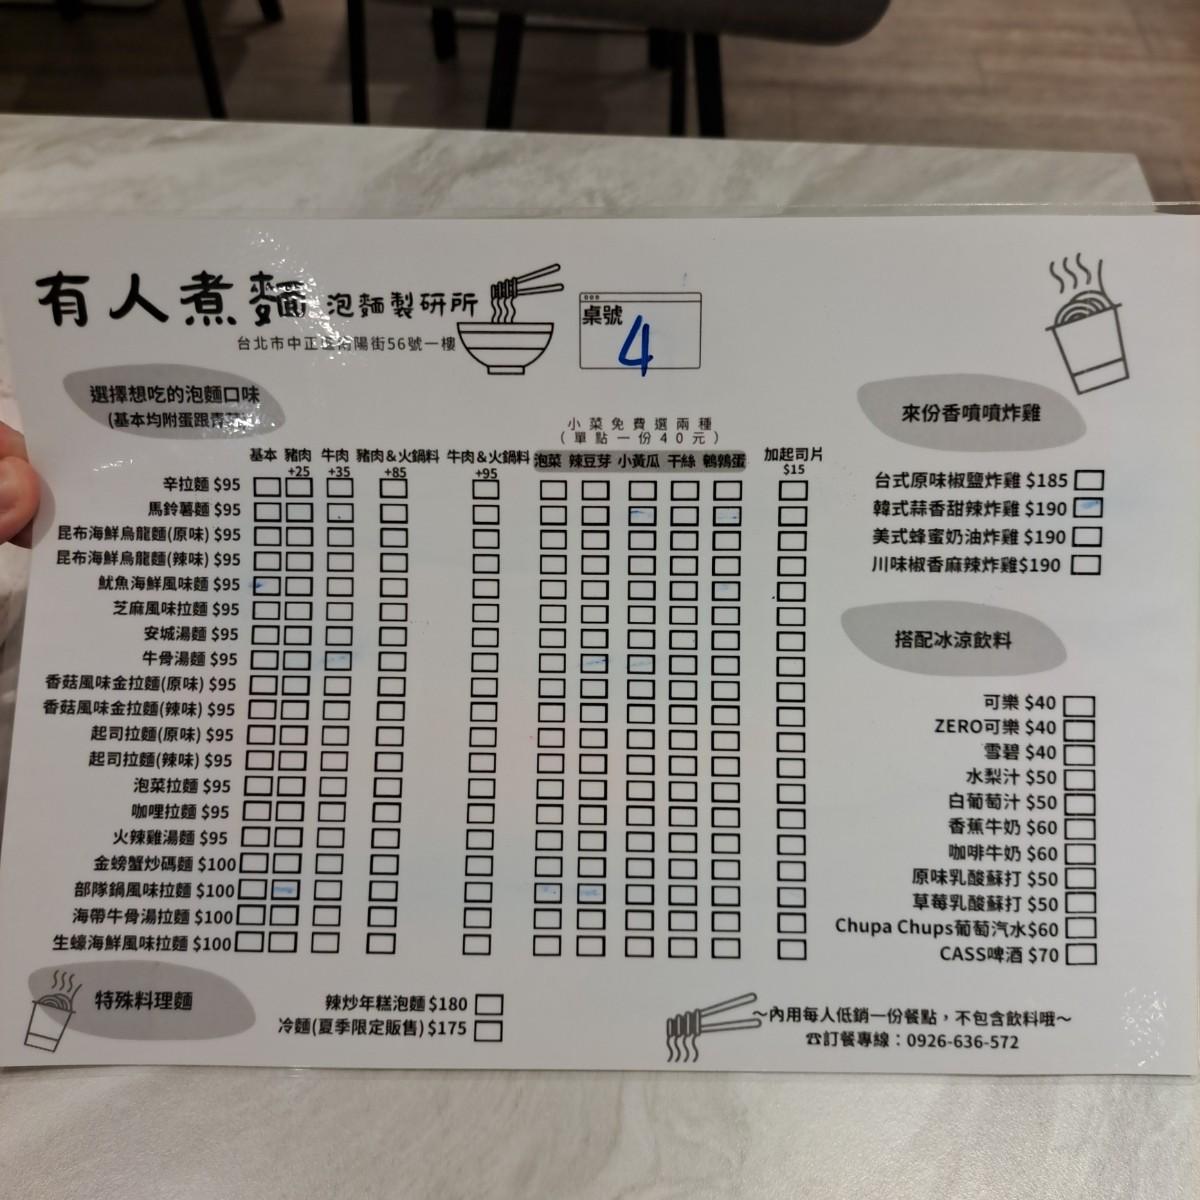 有人煮麵 泡麵製研所
台北市中正區南陽街56號一樓
桌號
4
選擇想吃的泡麵口味
(基本均附蛋跟青菜)
小菜免費選兩種
(單點一份40元)
基本 豬肉 牛肉 豬肉&火鍋料 牛肉&火鍋料 泡菜 辣豆芽 小黃瓜 干絲 鵪鶉蛋 加起司片
+25 +35 +85 +95 $15
辛拉麵 $95
馬鈴薯麵 $95
昆布海鮮烏龍麵(原味) $95
昆布海鮮烏龍麵(辣味) $95
魷魚海鮮風味麵 $95
芝麻風味拉麵 $95
安城湯麵 $95
牛骨湯麵 $95
香菇風味金拉麵(原味) $95
香菇風味金拉麵(辣味) $95
起司拉麵(原味) $95
起司拉麵(辣味) $95
泡菜拉麵 $95
咖哩拉麵 $95
火辣雞湯麵 $95
金螃蟹炒碼麵 $100
部隊鍋風味拉麵 $100
海帶牛骨湯拉麵 $100
生蠔海鮮風味拉麵 $100
特殊料理麵
辣炒年糕泡麵 $180
冷麵(夏季限定販售) $175
來份香噴噴炸雞
台式原味椒鹽炸雞 $185
韓式蒜香甜辣炸雞 $190
美式蜂蜜奶油炸雞 $190
川味椒香麻辣炸雞$190
搭配冰涼飲料
可樂 $40
ZERO可樂 $40
雪碧 $40
水梨汁 $50
白葡萄汁 $50
香蕉牛奶 $60
咖啡牛奶 $60
原味乳酸蘇打 $50
草莓乳酸蘇打 $50
Chupa Chups葡萄汽水$60
CASS啤酒 $70
～內用每人低銷一份餐點，不包含飲料哦～
☎訂餐專線：0926-636-572